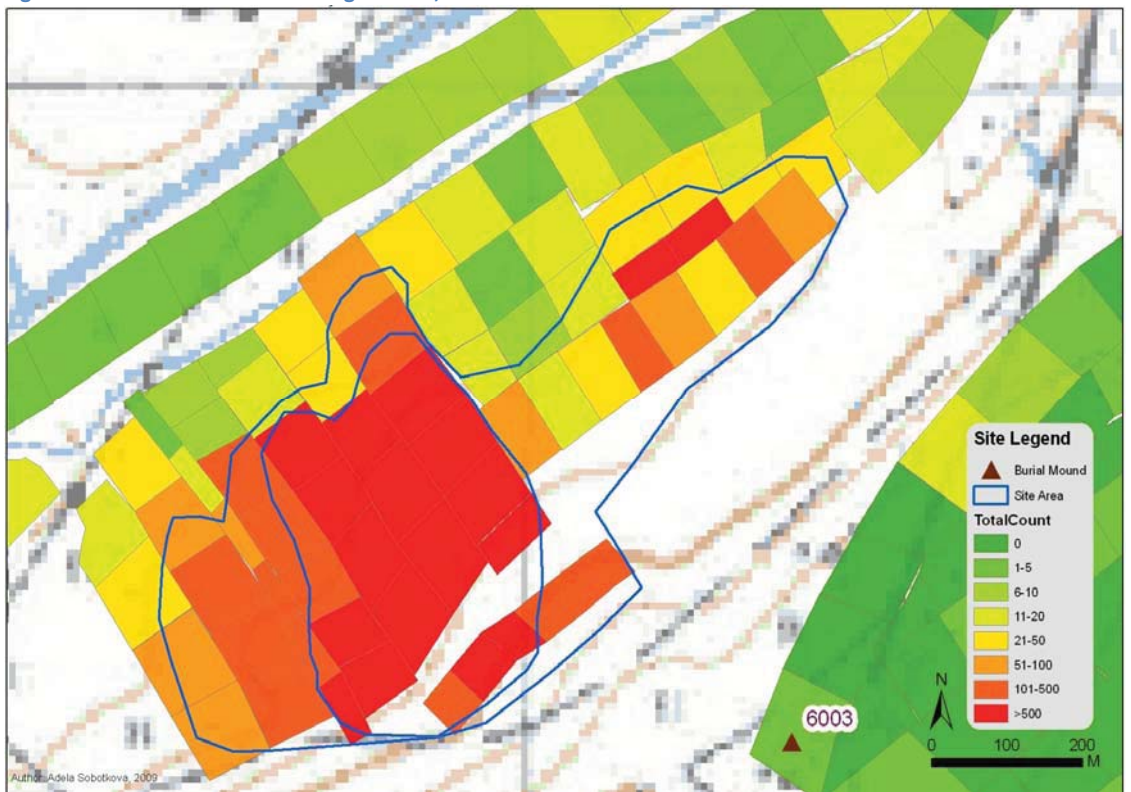 Site Legend
Burial Mound
Site Area
TotalCount
0
1-5
6-10
11-20
21-50
51-100
101-500
>500
6003
N
0 100 200
M
Author: Adela Sobotkova, 2009